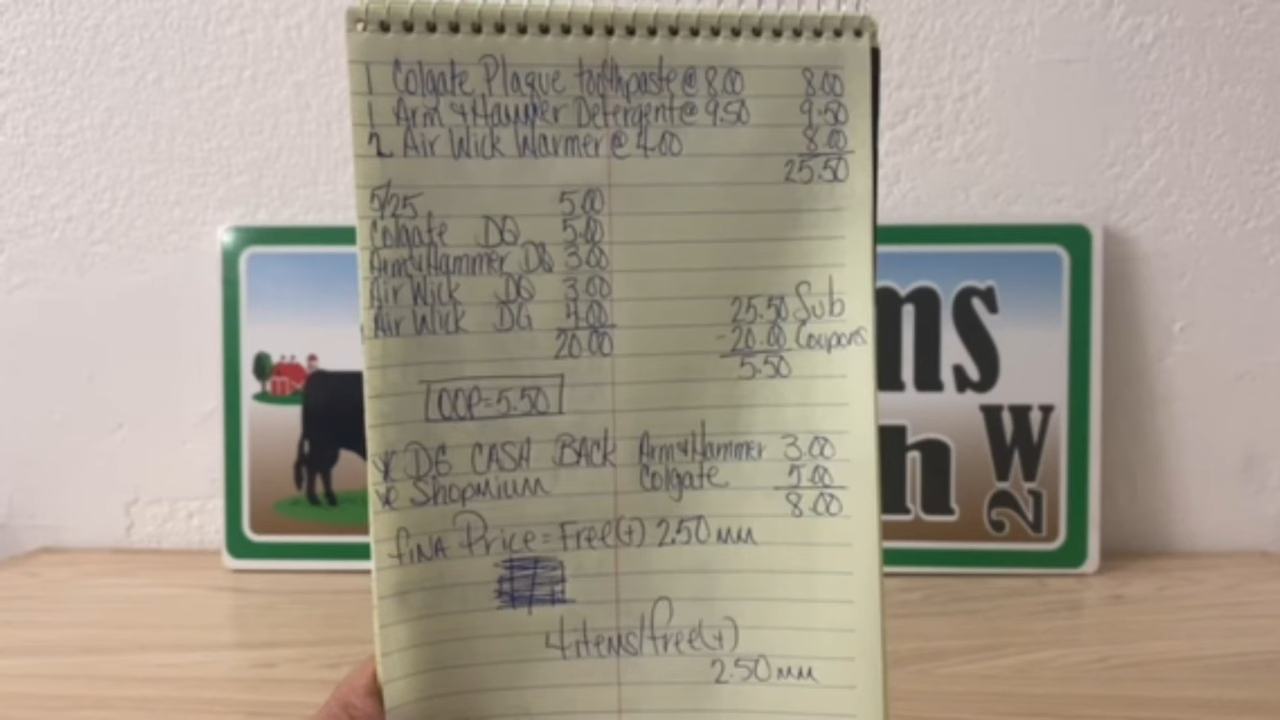 1 Colgate Plaque toothpaste @ 8.00 8.00
1 Arm & Hammer Detergent @ 9.50 9.50
2 Air Wick Warmer @ 4.00 8.00
25.50
5/25 5.00
Colgate DQ 5.00
Arm & Hammer DQ 3.00
Air Wick DQ 3.00
Air Wick DG 4.00
20.00
25.50 Sub
-20.00 Coupons
5.50
OOP=5.50
DG CASH BACK Arm & Hammer 3.00
Shopmium Colgate 5.00
8.00
fiNA Price = Free(+) 2.50 mm
4 items/free(+)
2.50 mm
ns
h W
2